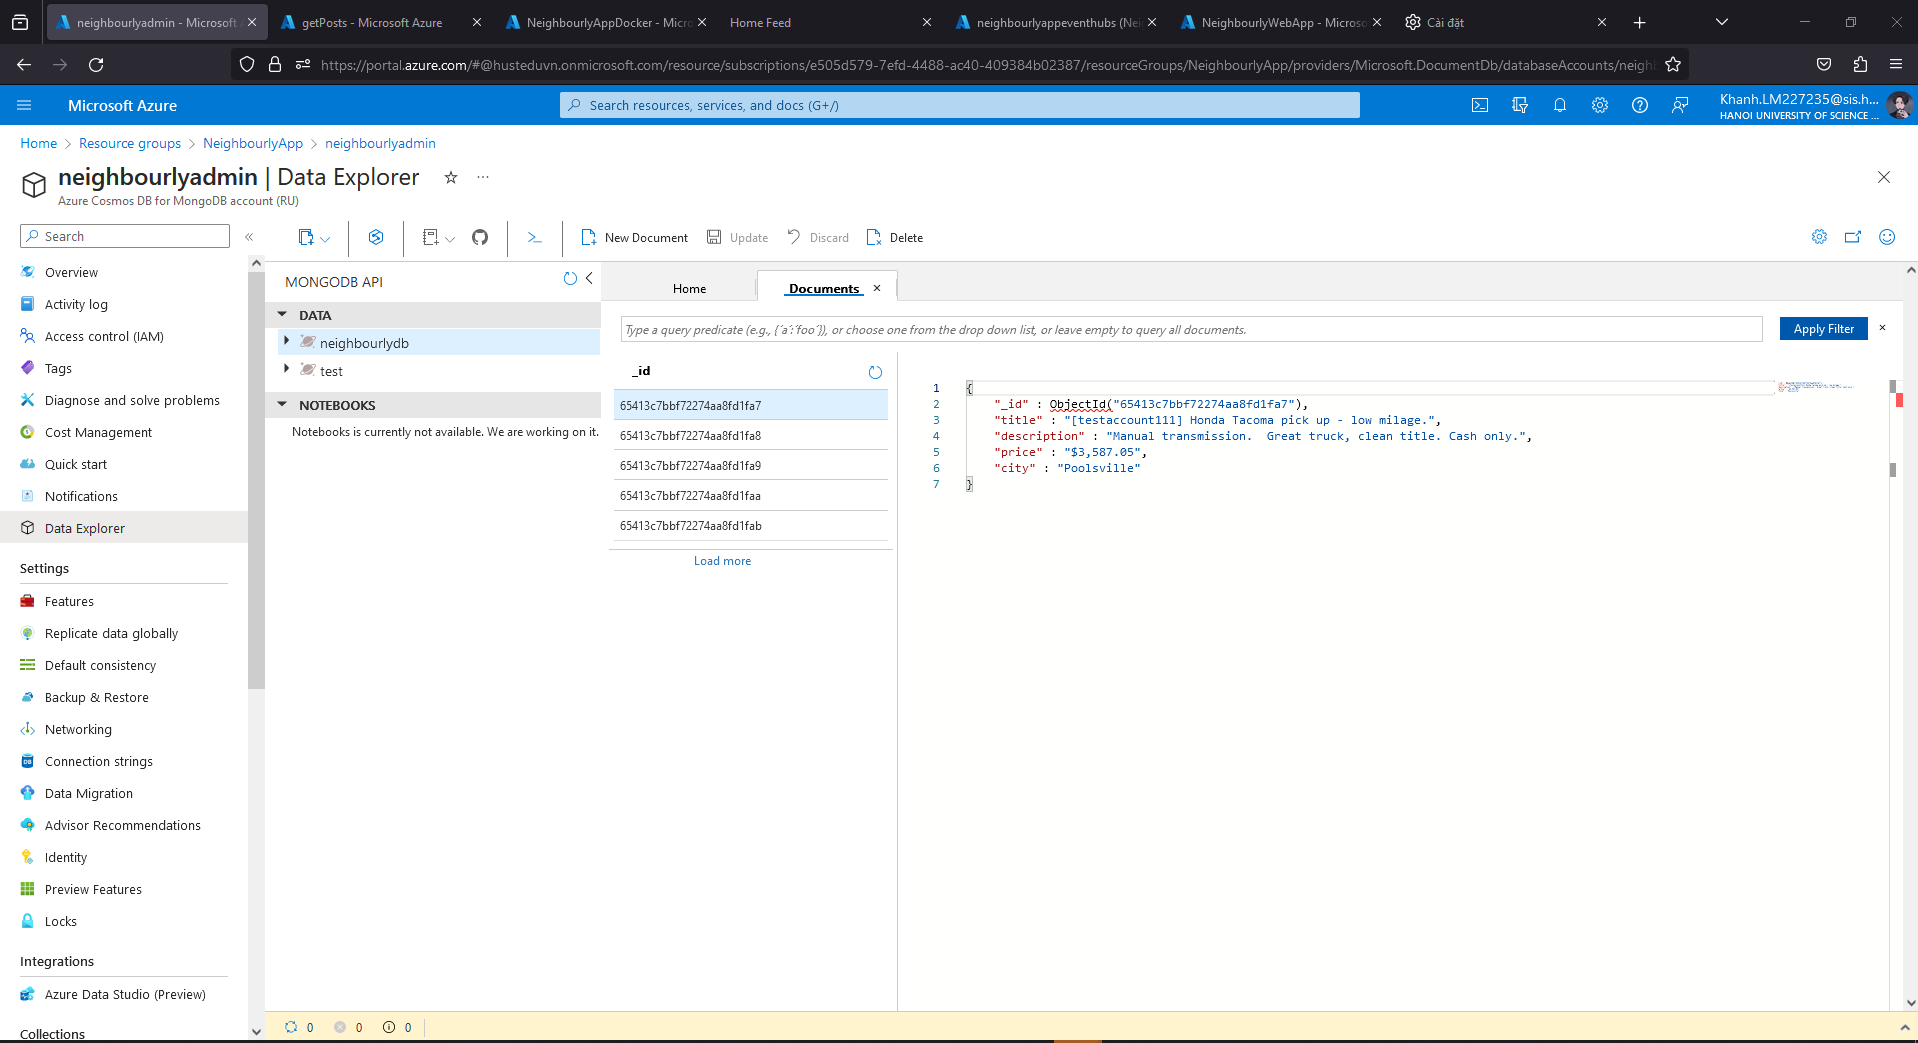 neighbourlyadmin - Microsoft A
getPosts - Microsoft Azure
NeighbourlyAppDocker - Micro
Home Feed
neighbourlyappeventhubs (Nei
NeighbourlyWebApp - Microso
Cài đặt
https://portal.azure.com/#@husteduvn.onmicrosoft.com/resource/subscriptions/e505d579-7efd-4488-ac40-409384b02387/resourceGroups/NeighbourlyApp/providers/Microsoft.DocumentDb/databaseAccounts/neighb
Microsoft Azure
Search resources, services, and docs (G+/)
Khanh.LM227235@sis.h...
HANOI UNIVERSITY OF SCIENCE ...
Home > Resource groups > NeighbourlyApp > neighbourlyadmin
neighbourlyadmin | Data Explorer
Azure Cosmos DB for MongoDB account (RU)
Search
Overview
Activity log
Access control (IAM)
Tags
Diagnose and solve problems
Cost Management
Quick start
Notifications
Data Explorer
Settings
Features
Replicate data globally
Default consistency
Backup & Restore
Networking
Connection strings
Data Migration
Advisor Recommendations
Identity
Preview Features
Locks
Integrations
Azure Data Studio (Preview)
Collections
New Document
Update
Discard
Delete
MONGODB API
DATA
neighbourlydb
test
NOTEBOOKS
Notebooks is currently not available. We are working on it.
Home
Documents
Type a query predicate (e.g., {´a´:´foo´}), or choose one from the drop down list, or leave empty to query all documents.
Apply Filter
_id
65413c7bbf72274aa8fd1fa7
65413c7bbf72274aa8fd1fa8
65413c7bbf72274aa8fd1fa9
65413c7bbf72274aa8fd1faa
65413c7bbf72274aa8fd1fab
Load more
1 {
2 "_id" : ObjectId("65413c7bbf72274aa8fd1fa7"),
3 "title" : "[testaccount111] Honda Tacoma pick up - low milage.",
4 "description" : "Manual transmission.  Great truck, clean title. Cash only.",
5 "price" : "$3,587.05",
6 "city" : "Poolsville"
7 }
0 0 0